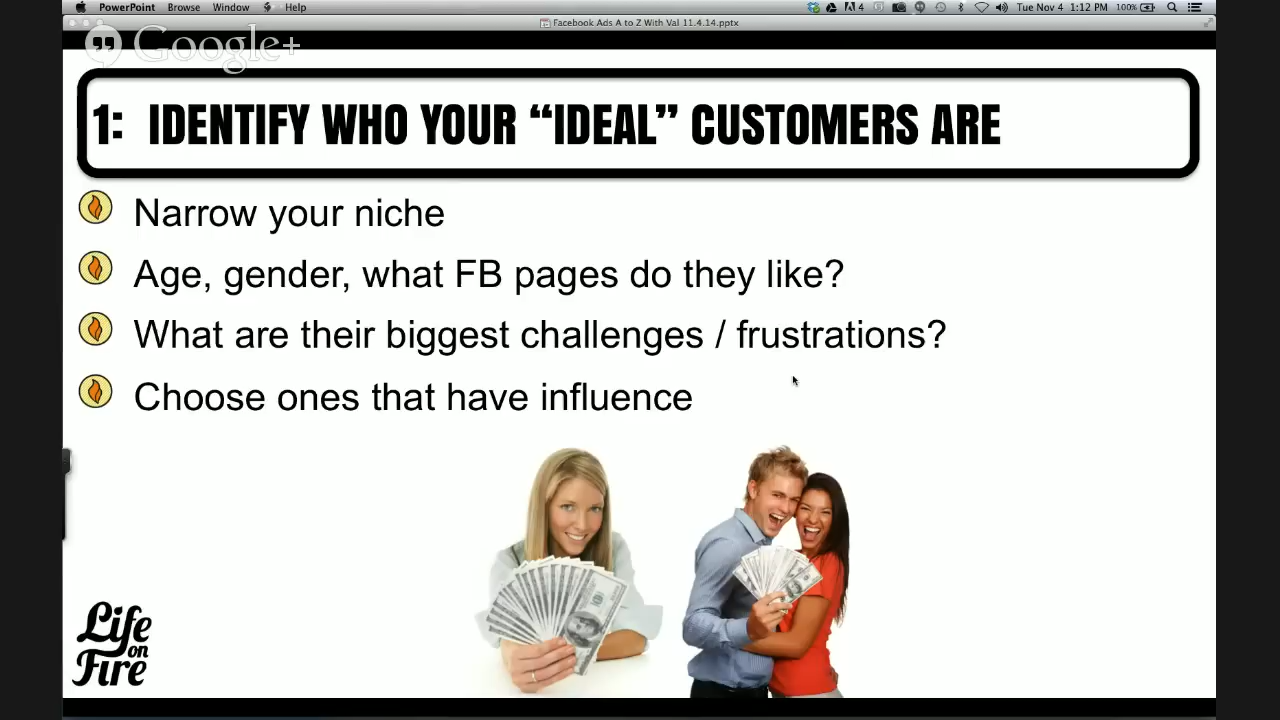 PowerPoint Browse Window Help
4 100% Tue Nov 4 1:12 PM
Facebook Ads A to Z With Val 11.4.14.pptx
Google+
1: IDENTIFY WHO YOUR “IDEAL” CUSTOMERS ARE
Narrow your niche
Age, gender, what FB pages do they like?
What are their biggest challenges / frustrations?
Choose ones that have influence
Life
on
Fire